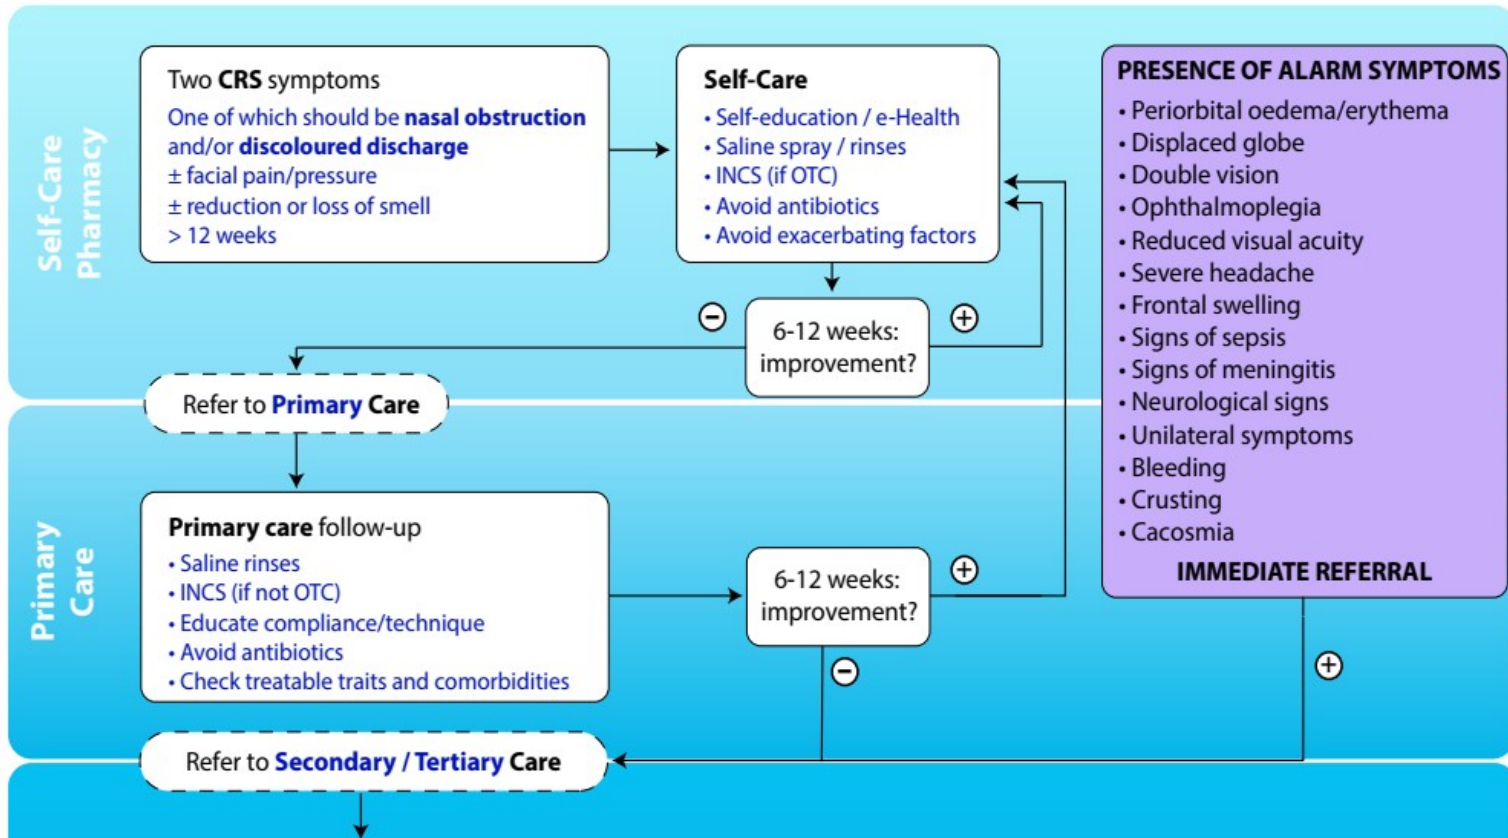 Self-Care
Pharmacy
Two CRS symptoms
One of which should be nasal obstruction
and/or discoloured discharge
± facial pain/pressure
± reduction or loss of smell
> 12 weeks
Self-Care
• Self-education / e-Health
• Saline spray / rinses
• INCS (if OTC)
• Avoid antibiotics
• Avoid exacerbating factors
−
6-12 weeks:
improvement?
+
Refer to Primary Care
Primary
Care
Primary care follow-up
• Saline rinses
• INCS (if not OTC)
• Educate compliance/technique
• Avoid antibiotics
• Check treatable traits and comorbidities
6-12 weeks:
improvement?
+
−
Refer to Secondary / Tertiary Care
PRESENCE OF ALARM SYMPTOMS
• Periorbital oedema/erythema
• Displaced globe
• Double vision
• Ophthalmoplegia
• Reduced visual acuity
• Severe headache
• Frontal swelling
• Signs of sepsis
• Signs of meningitis
• Neurological signs
• Unilateral symptoms
• Bleeding
• Crusting
• Cacosmia
IMMEDIATE REFERRAL
+